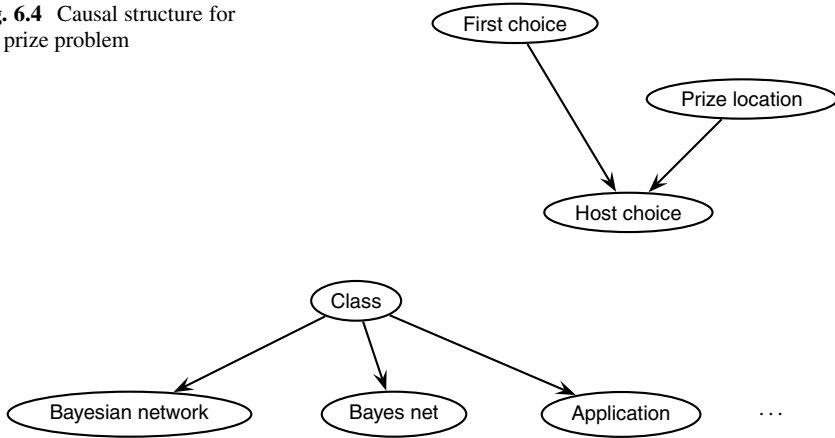 g. 6.4 Causal structure for
prize problem
First choice
Prize location
Host choice
Class
Bayesian network
Bayes net
Application
...